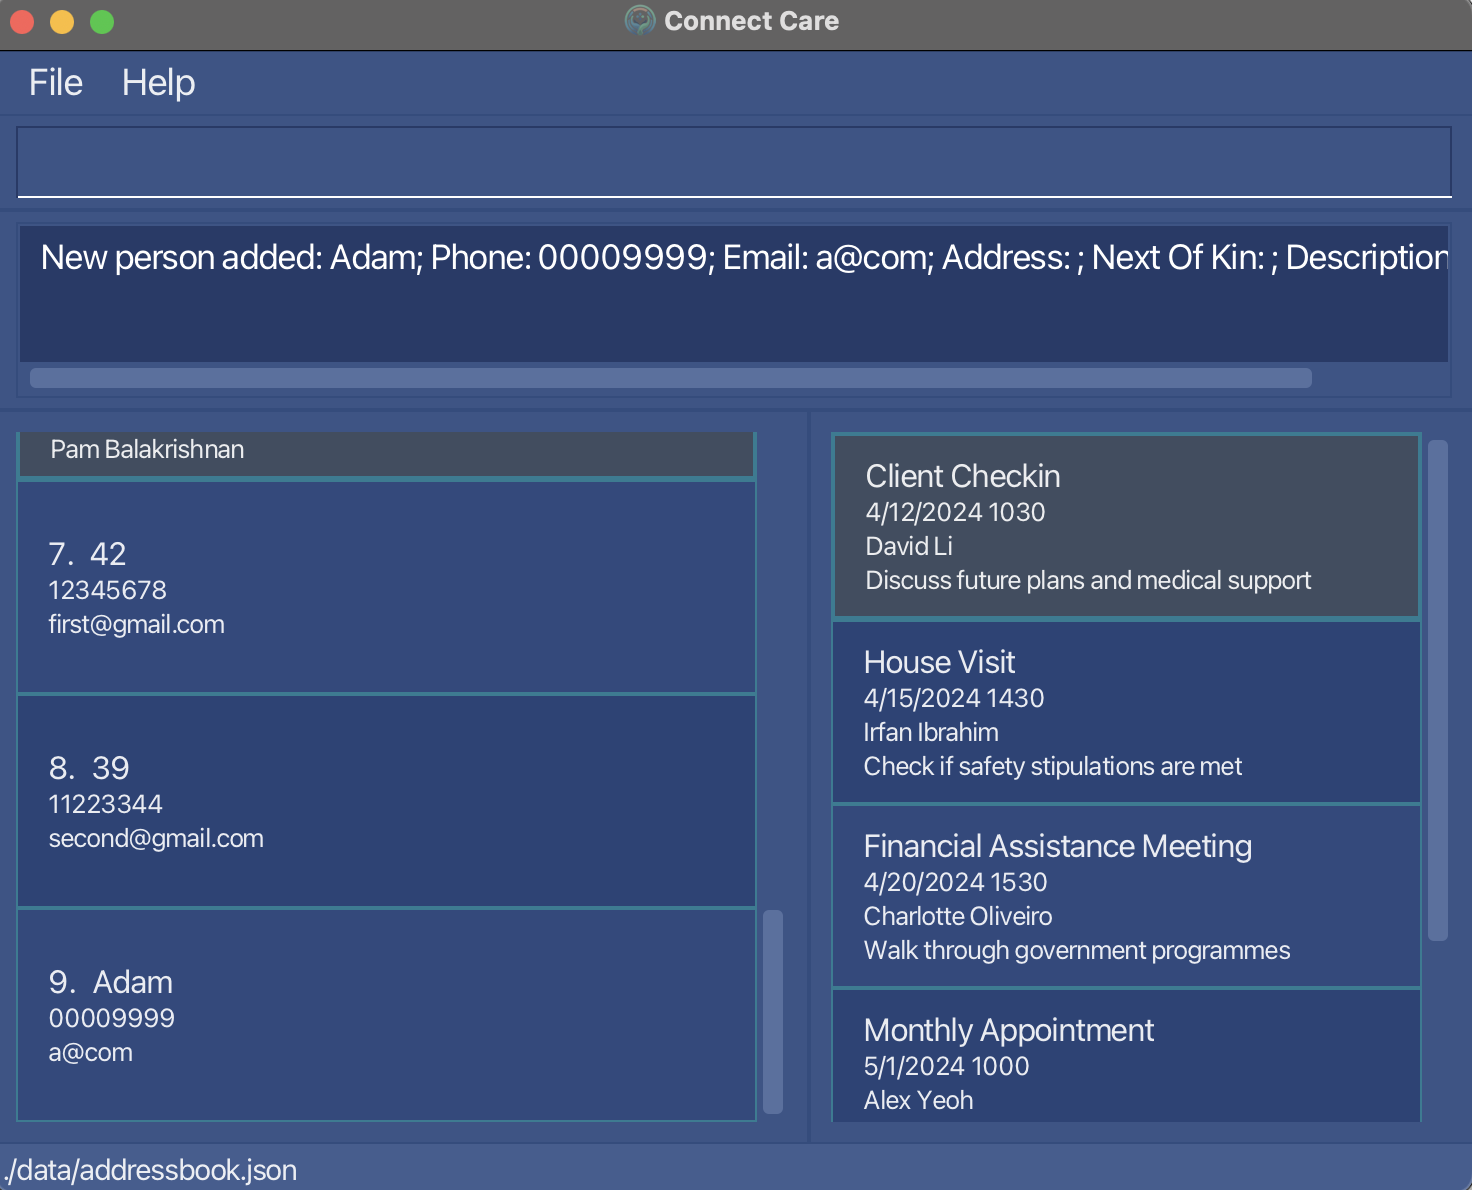 Connect Care
File Help
New person added: Adam; Phone: 00009999; Email: a@com; Address: ; Next Of Kin: ; Description
Pam Balakrishnan
7. 42
12345678
first@gmail.com
8. 39
11223344
second@gmail.com
9. Adam
00009999
a@com
Client Checkin
4/12/2024 1030
David Li
Discuss future plans and medical support
House Visit
4/15/2024 1430
Irfan Ibrahim
Check if safety stipulations are met
Financial Assistance Meeting
4/20/2024 1530
Charlotte Oliveiro
Walk through government programmes
Monthly Appointment
5/1/2024 1000
Alex Yeoh
./data/addressbook.json